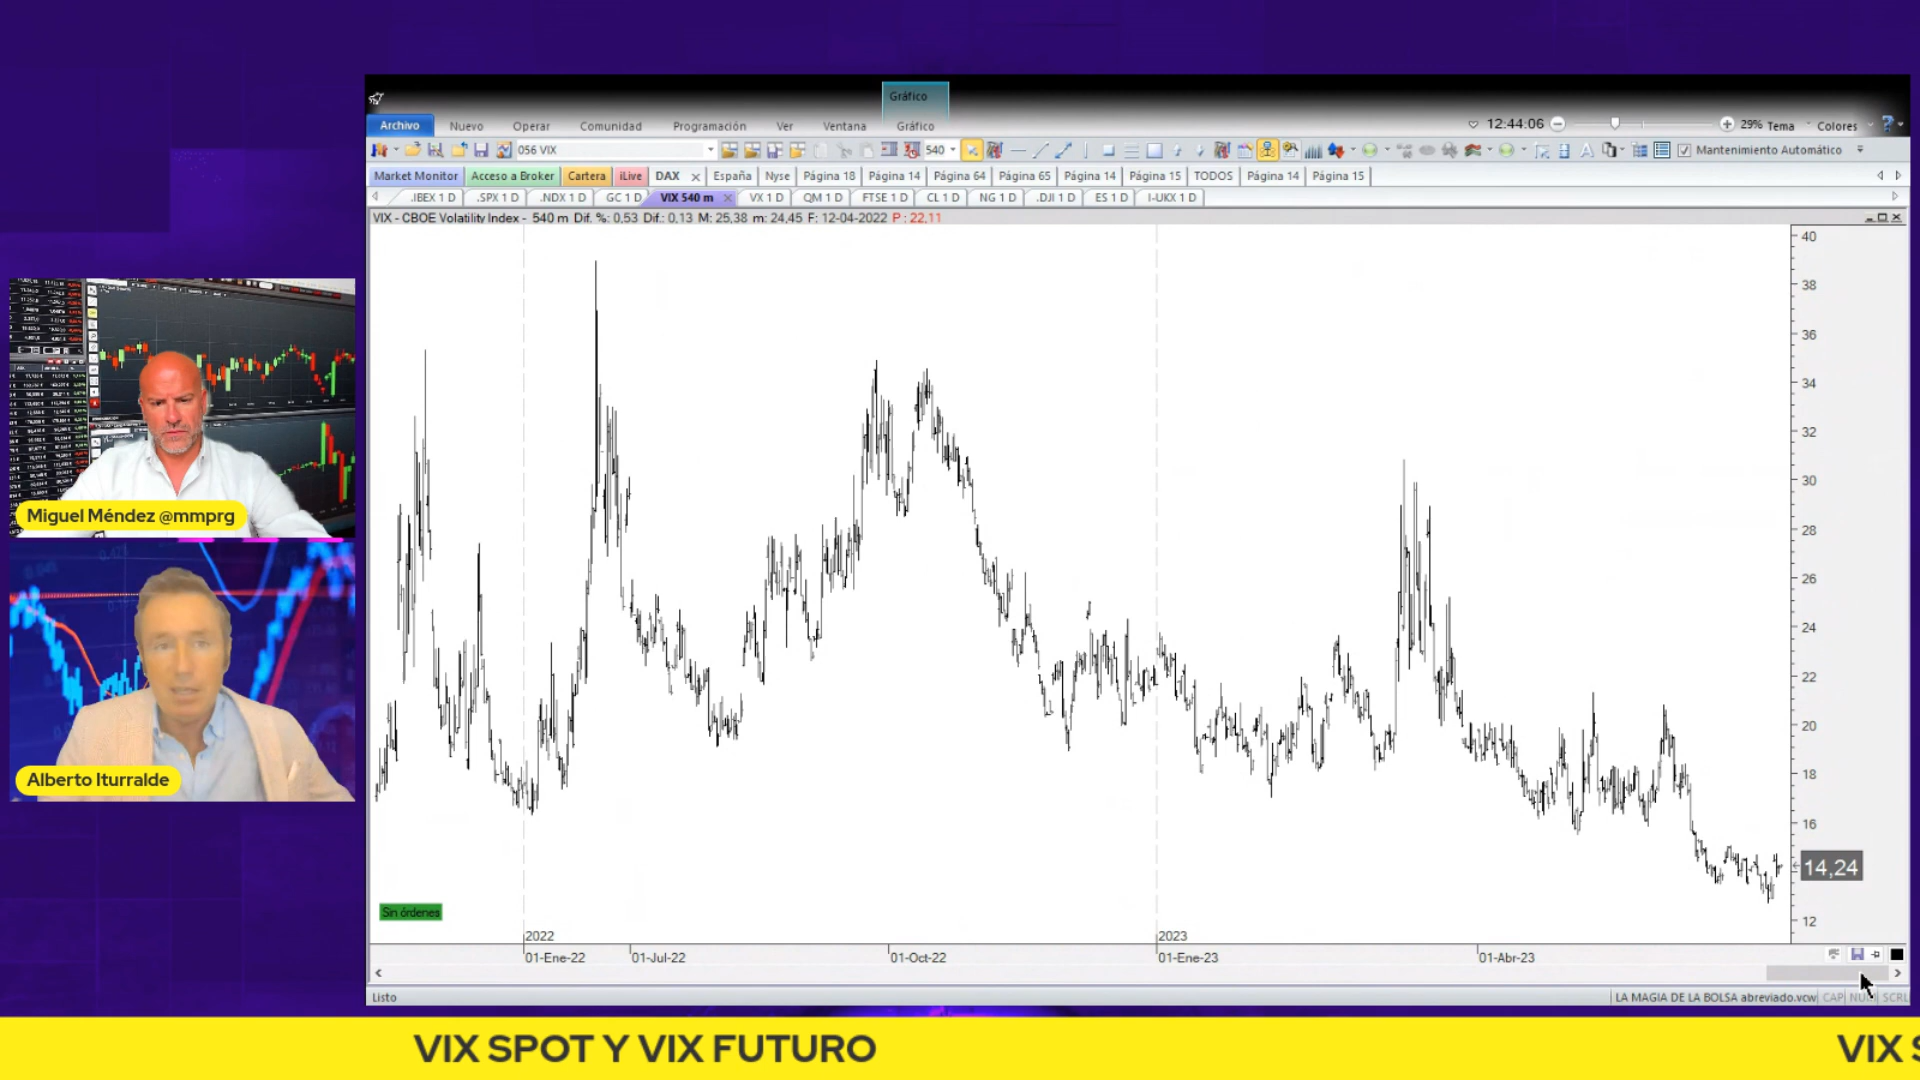 Gráfico
Archivo Nuevo Operar Comunidad Programación Ver Ventana Gráfico 12:44:06 29% Tema Colores
056 VIX 540 Mantenimiento Automático
Market Monitor Acceso a Broker Cartera iLive DAX España Nyse Página 18 Página 14 Página 64 Página 65 Página 14 Página 15 TODOS Página 14 Página 15
.IBEX 1 D .SPX 1 D .NDX 1 D GC 1 D VIX 540 m VX 1 D QM 1 D FTSE 1 D CL 1 D NG 1 D .DJI 1 D ES 1 D I-UKX 1 D
VIX - CBOE Volatility Index - 540 m Dif. %: 0,53 Dif.: 0,13 M: 25,38 m: 24,45 F: 12-04-2022 P : 22,11
40
38
36
34
32
30
28
26
24
22
20
18
16
14,24
12
Sin órdenes
2022 2023
01-Ene-22 01-Jul-22 01-Oct-22 01-Ene-23 01-Abr-23
Listo LA MAGIA DE LA BOLSA abreviado.vcw CAP SCRL
Miguel Méndez @mmprg
Alberto Iturralde
VIX SPOT Y VIX FUTURO VIX S